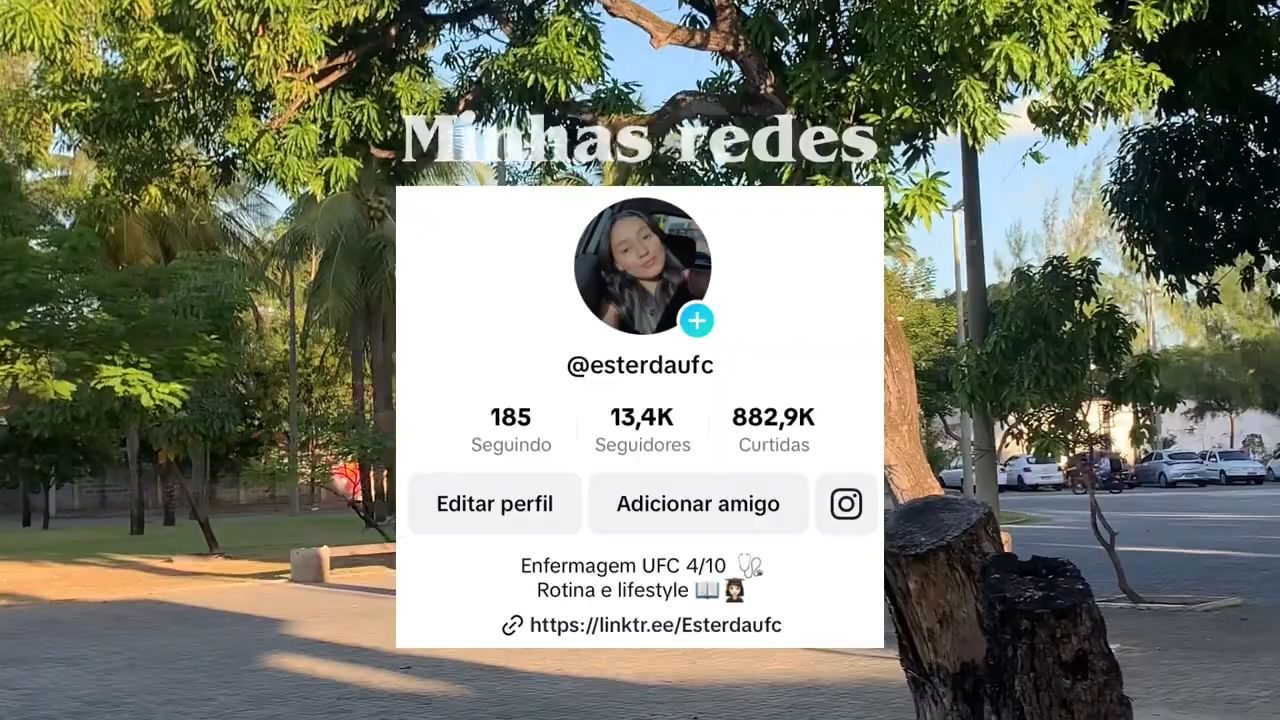 Minhas redes
@esterdaufc
185 13,4K 882,9K
Seguindo Seguidores Curtidas
Editar perfil Adicionar amigo
Enfermagem UFC 4/10 🩺
Rotina e lifestyle 📖👩🏻‍🎓
https://linktr.ee/Esterdaufc